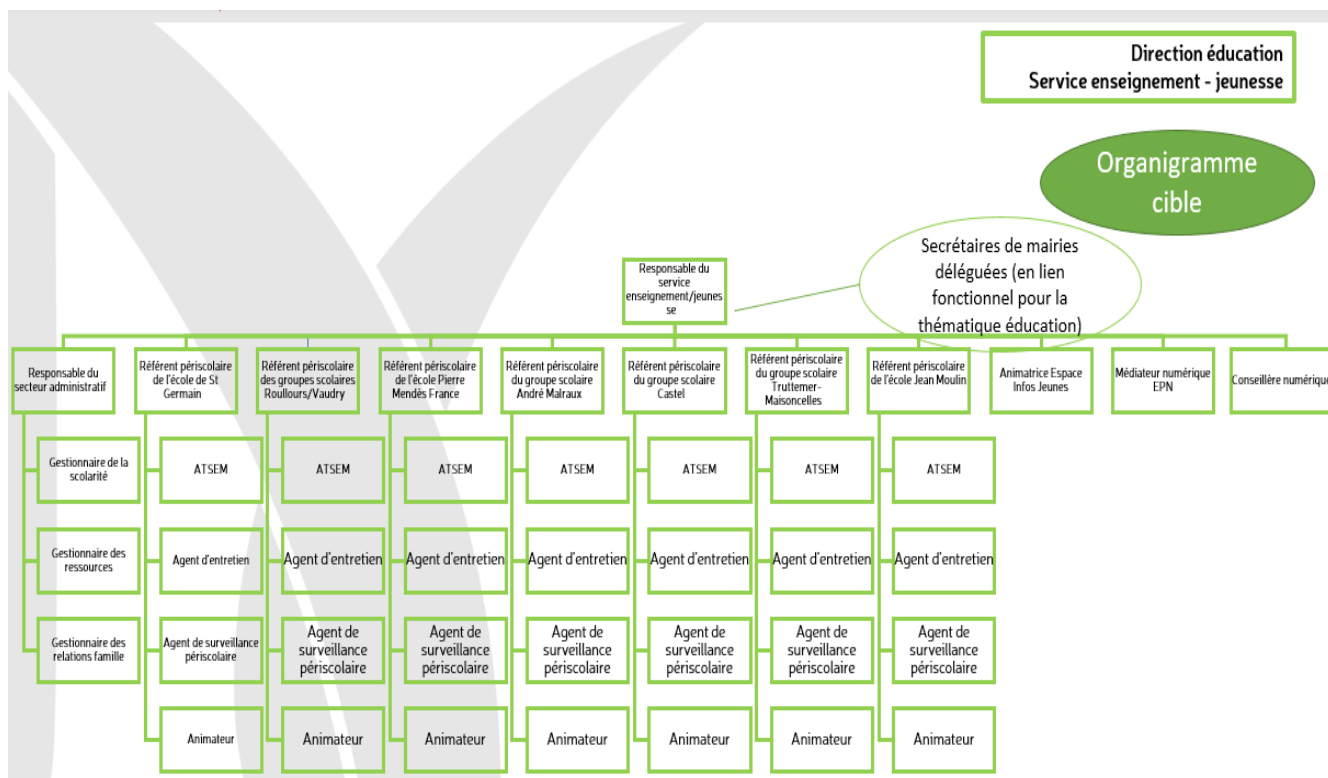 Direction éducation
Service enseignement - jeunesse
Organigramme
cible
Secrétaires de mairies
déléguées (en lien
fonctionnel pour la
thématique éducation)
Responsable du
service
enseignement/jeunes
se
Responsable du
secteur administratif
Référent périscolaire
de l'école de St
Germain
Référent périscolaire
des groupes scolaires
Roullours/Vaudry
Référent périscolaire
de l'école Pierre
Mendès France
Référent périscolaire
du groupe scolaire
André Malraux
Référent périscolaire
du groupe scolaire
Castel
Référent périscolaire
du groupe scolaire
Truttemer-
Maisoncelles
Référent périscolaire
de l'école Jean Moulin
Animatrice Espace
Infos Jeunes
Médiateur numérique
EPN
Conseillère numérique
Gestionnaire de la
scolarité
ATSEM
ATSEM
ATSEM
ATSEM
ATSEM
ATSEM
ATSEM
Gestionnaire des
ressources
Agent d'entretien
Agent d'entretien
Agent d'entretien
Agent d'entretien
Agent d'entretien
Agent d'entretien
Agent d'entretien
Gestionnaire des
relations famille
Agent de surveillance
périscolaire
Agent de
surveillance
périscolaire
Agent de
surveillance
périscolaire
Agent de
surveillance
périscolaire
Agent de
surveillance
périscolaire
Agent de
surveillance
périscolaire
Agent de
surveillance
périscolaire
Animateur
Animateur
Animateur
Animateur
Animateur
Animateur
Animateur